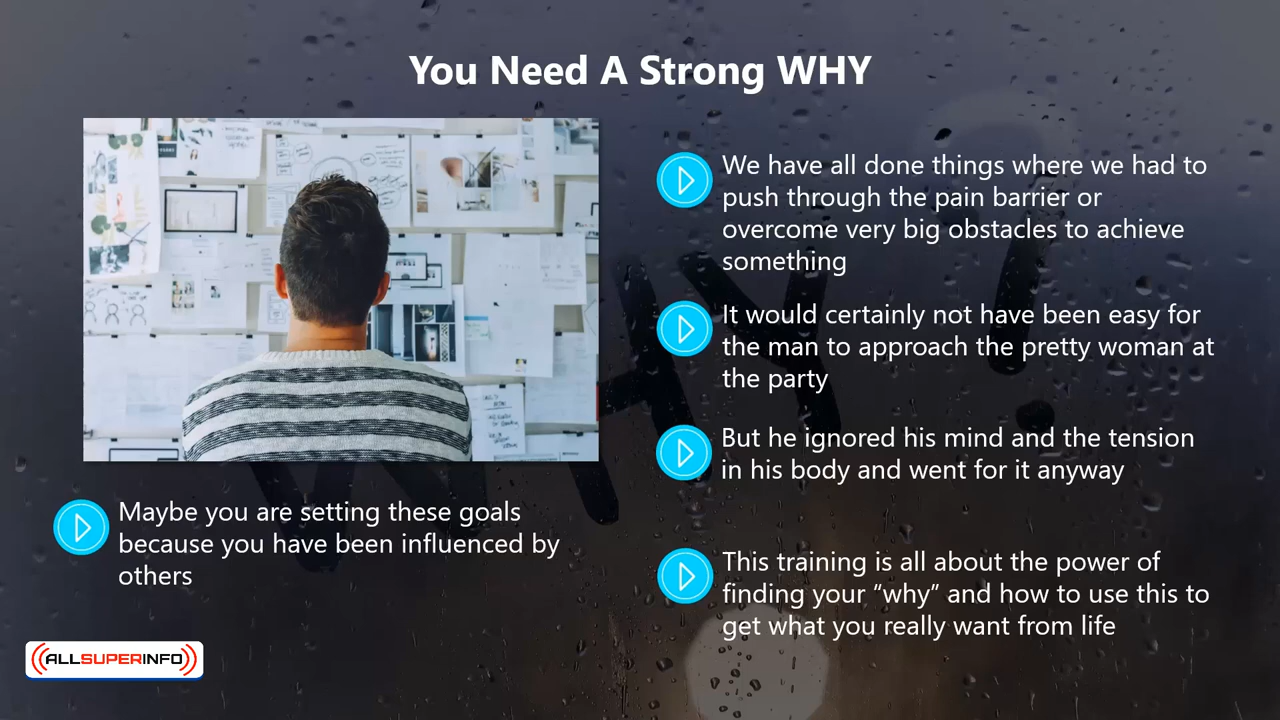 You Need A Strong WHY
Maybe you are setting these goals
because you have been influenced by
others
We have all done things where we had to
push through the pain barrier or
overcome very big obstacles to achieve
something
It would certainly not have been easy for
the man to approach the pretty woman at
the party
But he ignored his mind and the tension
in his body and went for it anyway
This training is all about the power of
finding your “why” and how to use this to
get what you really want from life
WHY?
ALLSUPERINFO